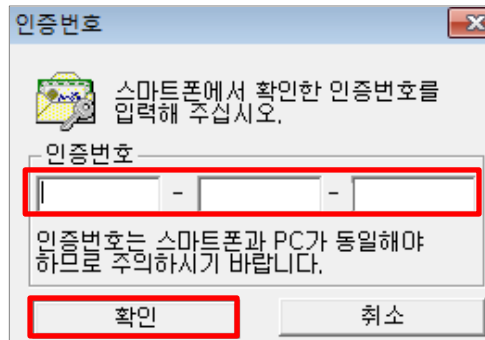 인증번호
스마트폰에서 확인한 인증번호를
입력해 주십시오.
인증번호
- -
인증번호는 스마트폰과 PC가 동일해야
하므로 주의하시기 바랍니다.
확인 취소